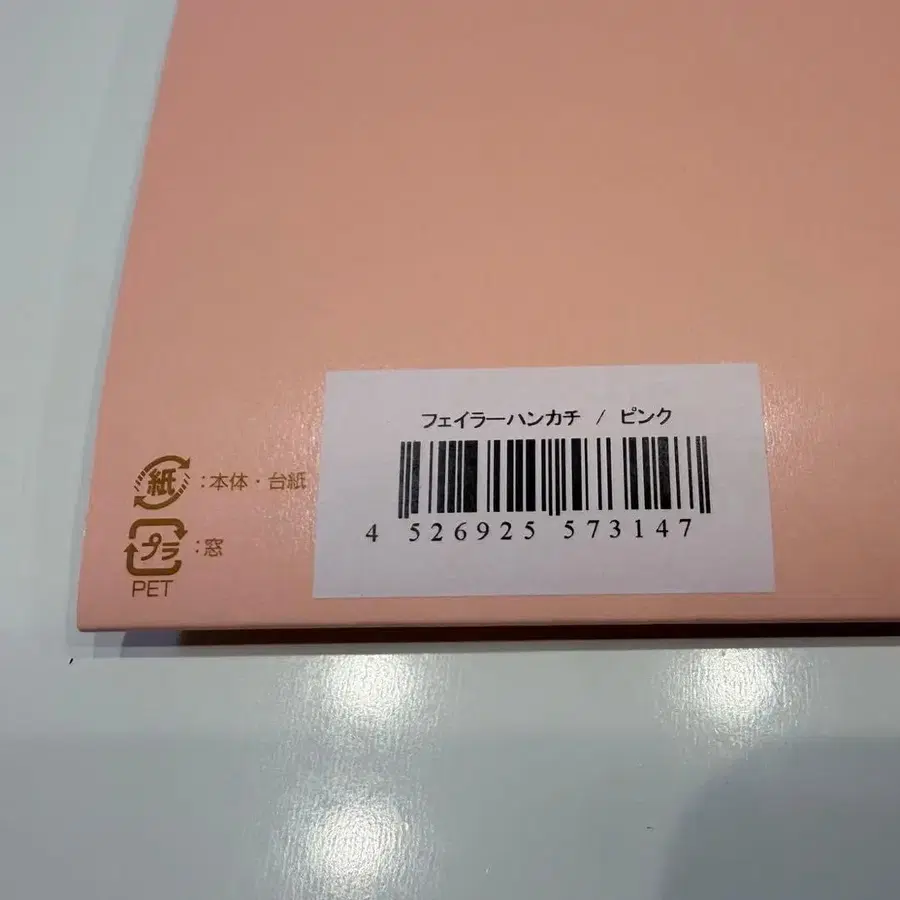 フェイラーハンカチ / ピンク
4 526925 573147
紙 :本体・台紙
プラ :窓
PET